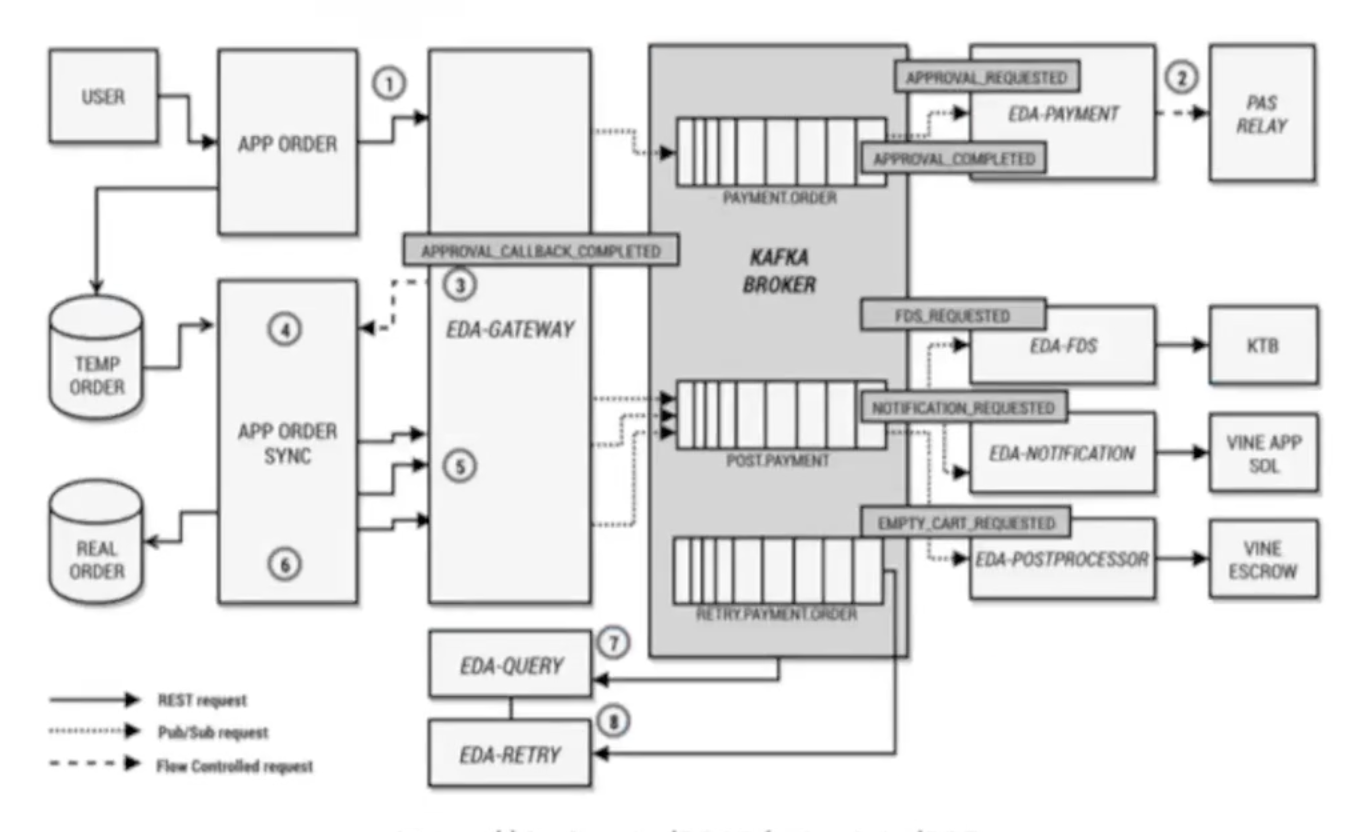 USER
APP ORDER
1
APPROVAL_REQUESTED
EDA-PAYMENT
2
PAS
RELAY
APPROVAL_COMPLETED
PAYMENT.ORDER
APPROVAL_CALLBACK_COMPLETED
KAFKA
BROKER
3
EDA-GATEWAY
4
TEMP
ORDER
FDS_REQUESTED
EDA-FDS
KTB
APP ORDER
SYNC
5
NOTIFICATION_REQUESTED
POST.PAYMENT
EDA-NOTIFICATION
VINE APP
SOL
REAL
ORDER
6
EMPTY_CART_REQUESTED
EDA-POSTPROCESSOR
VINE
ESCROW
RETRY.PAYMENT.ORDER
EDA-QUERY
7
EDA-RETRY
8
REST request
Pub/Sub request
Flow Controlled request